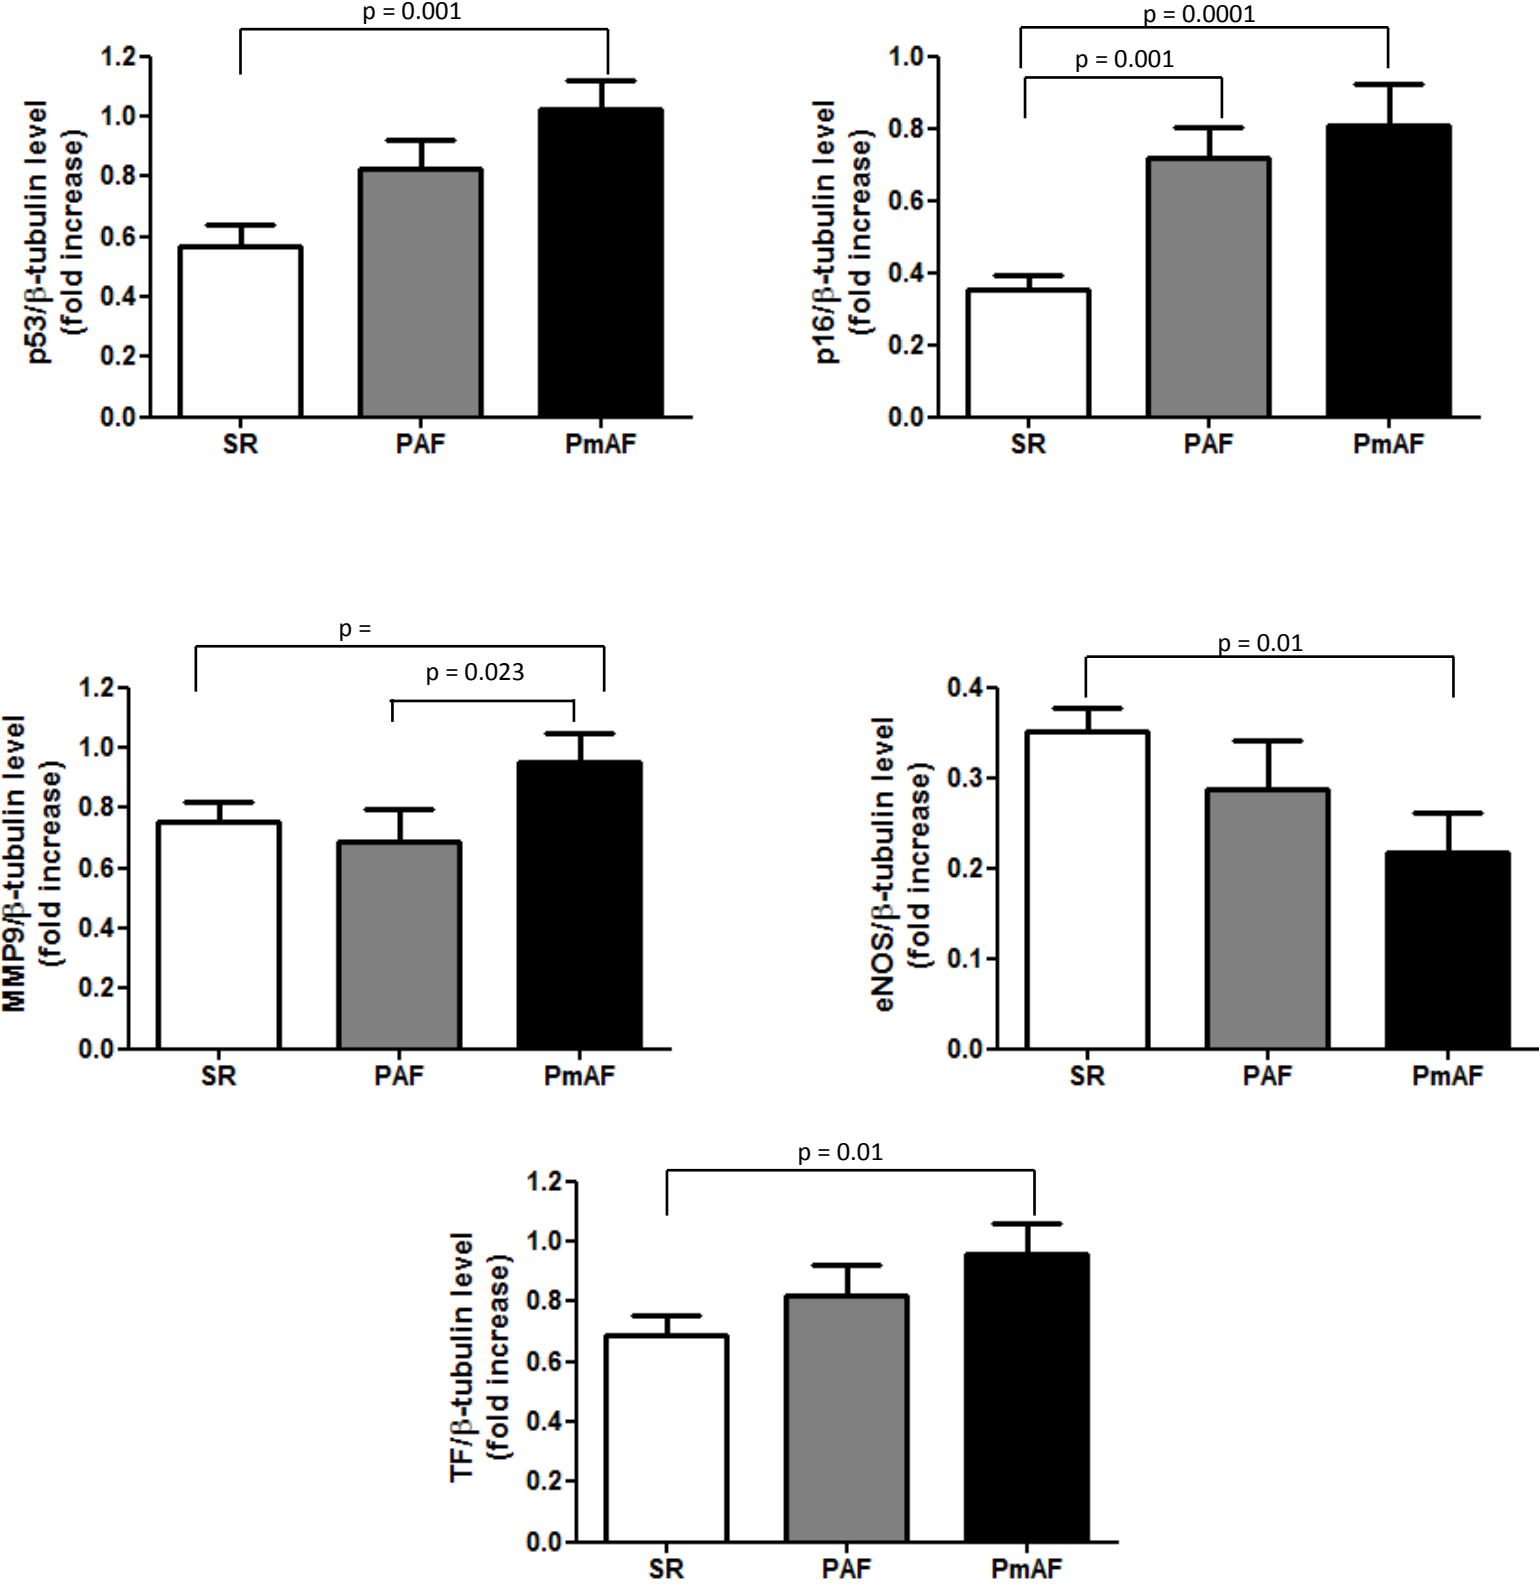 p = 0.001
1.2
1.0
0.8
0.6
0.4
0.2
0.0
p53/β-tubulin level
(fold increase)
SR PAF PmAF
p = 0.0001
p = 0.001
1.0
0.8
0.6
0.4
0.2
0.0
p16/β-tubulin level
(fold increase)
SR PAF PmAF
p =
p = 0.023
1.2
1.0
0.8
0.6
0.4
0.2
0.0
MMP9/β-tubulin level
(fold increase)
SR PAF PmAF
p = 0.01
0.4
0.3
0.2
0.1
0.0
eNOS/β-tubulin level
(fold increase)
SR PAF PmAF
p = 0.01
1.2
1.0
0.8
0.6
0.4
0.2
0.0
TF/β-tubulin level
(fold increase)
SR PAF PmAF